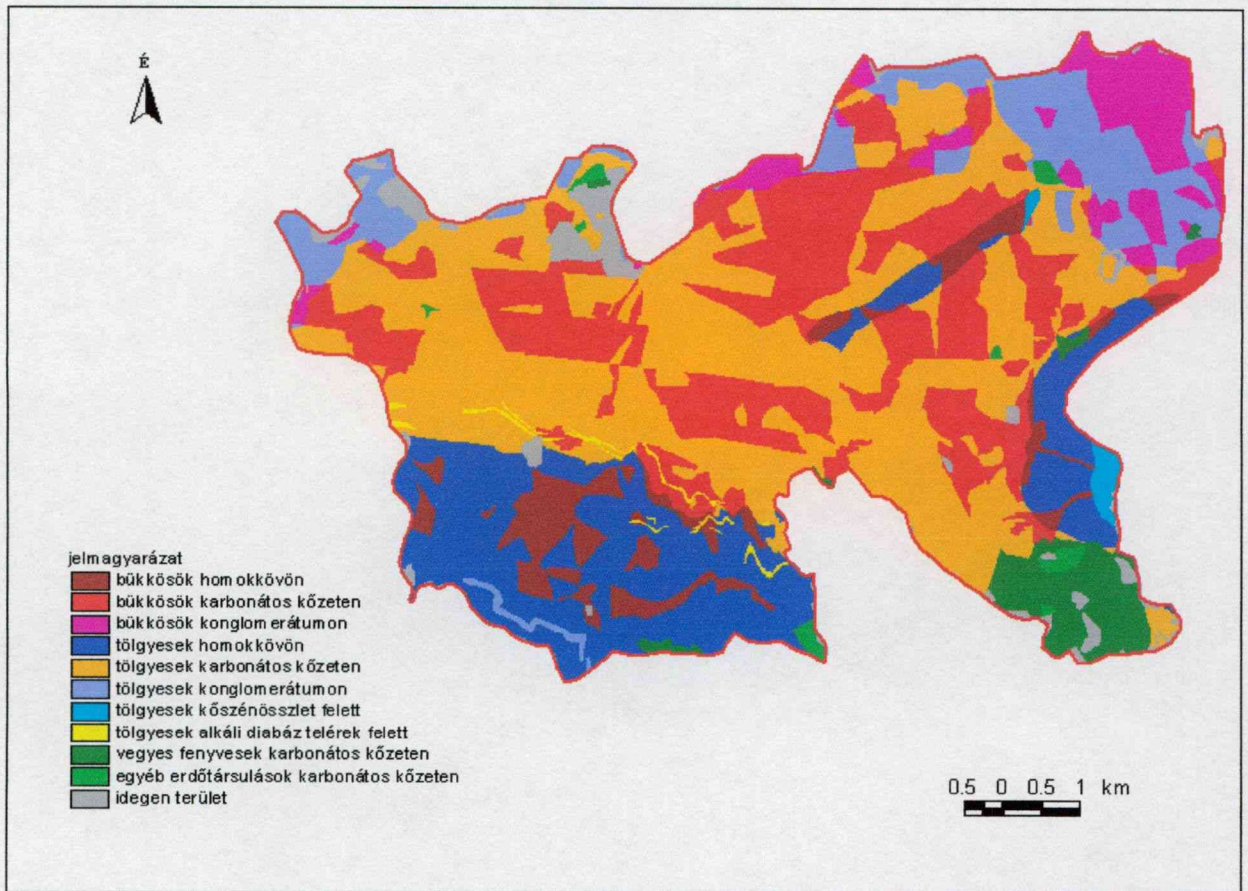 É
jelmagyarázat
bükkösök homokkövön
bükkösök karbonátos kőzeten
bükkösök konglomerátumon
tölgyesek homokkövön
tölgyesek karbonátos kőzeten
tölgyesek konglomerátumon
tölgyesek kőszénösszlet felett
tölgyesek alkáli diabáz telérek felett
vegyes fenyvesek karbonátos kőzeten
egyéb erdőtársulások karbonátos kőzeten
idegen terület
0.5 0 0.5 1 km